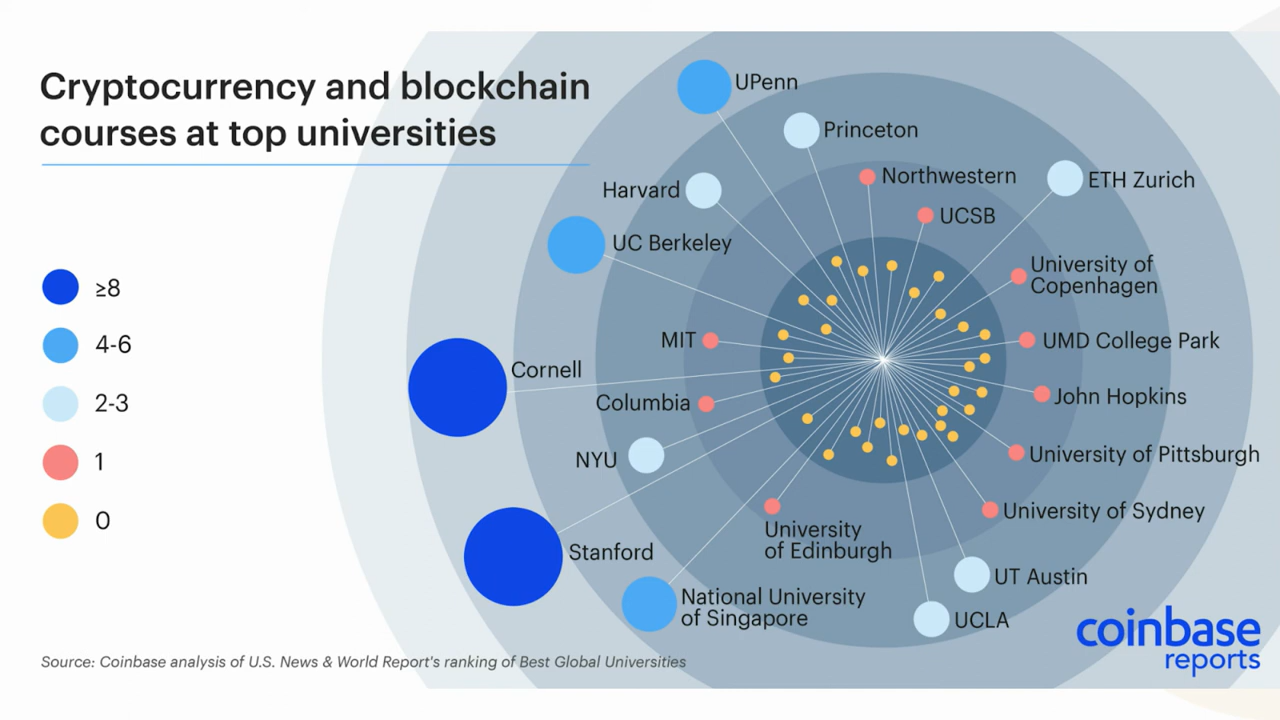 Cryptocurrency and blockchain
courses at top universities
≥8
4-6
2-3
1
0
UPenn
Princeton
Northwestern
ETH Zurich
Harvard
UCSB
UC Berkeley
University of
Copenhagen
MIT
UMD College Park
Cornell
Columbia
John Hopkins
NYU
University of Pittsburgh
University of Sydney
University
of Edinburgh
Stanford
UT Austin
National University
of Singapore
UCLA
coinbase
reports
Source: Coinbase analysis of U.S. News & World Report's ranking of Best Global Universities